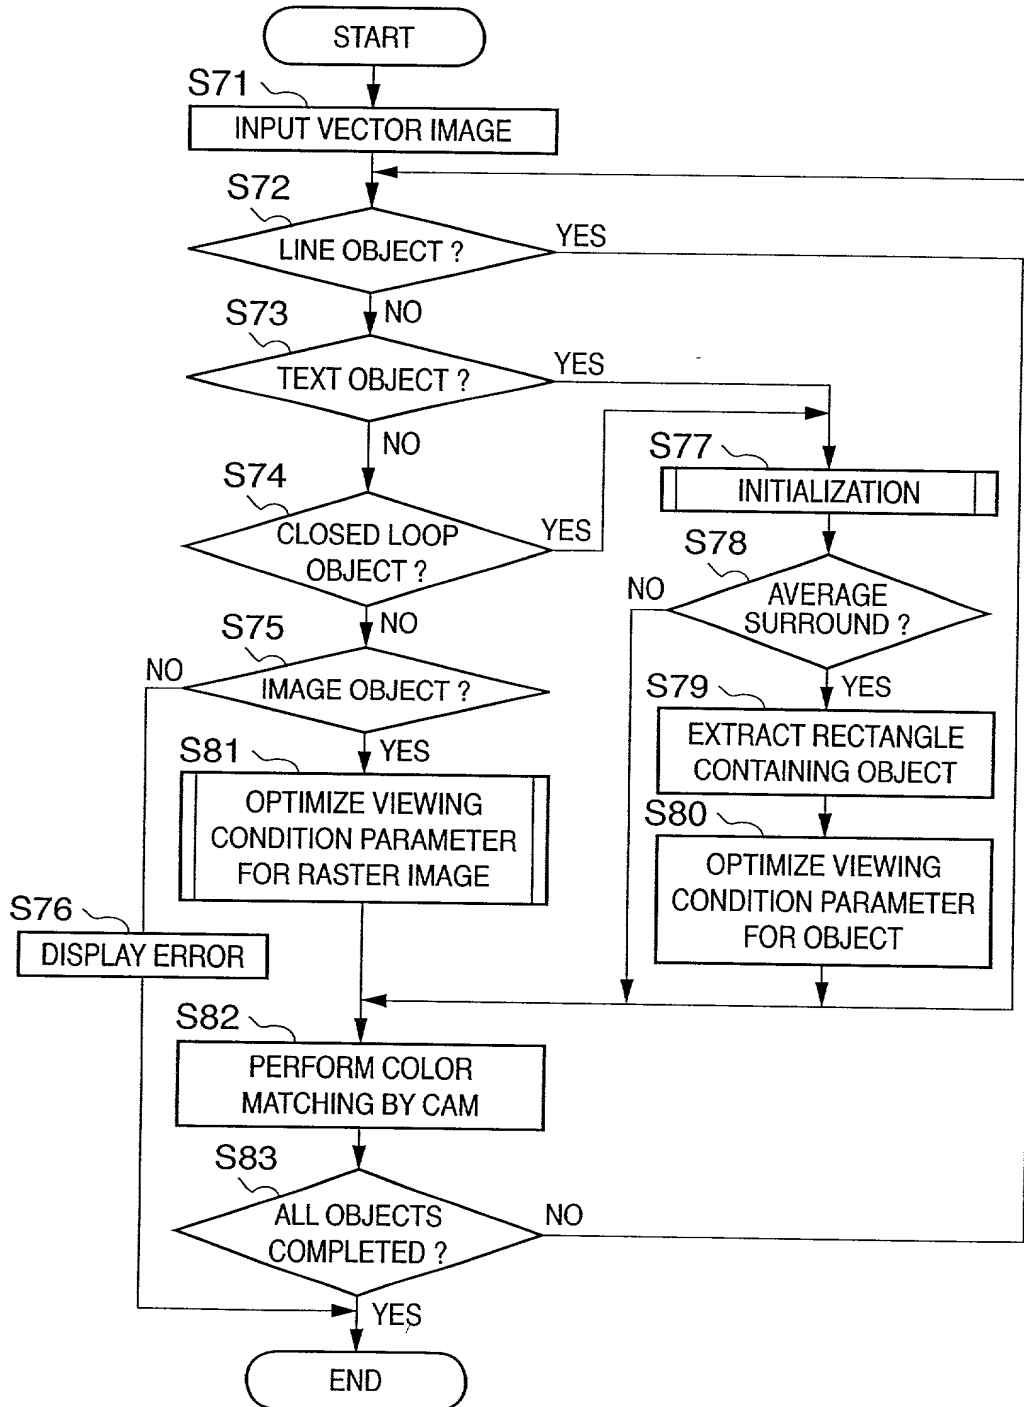 START
S71
INPUT VECTOR IMAGE
S72
LINE OBJECT ?
YES
NO
S73
TEXT OBJECT ?
YES
NO
S74
CLOSED LOOP
OBJECT ?
YES
NO
S75
IMAGE OBJECT ?
NO
YES
S76
DISPLAY ERROR
S81
OPTIMIZE VIEWING
CONDITION PARAMETER
FOR RASTER IMAGE
S77
INITIALIZATION
S78
AVERAGE
SURROUND ?
NO
YES
S79
EXTRACT RECTANGLE
CONTAINING OBJECT
S80
OPTIMIZE VIEWING
CONDITION PARAMETER
FOR OBJECT
S82
PERFORM COLOR
MATCHING BY CAM
S83
ALL OBJECTS
COMPLETED ?
NO
YES
END